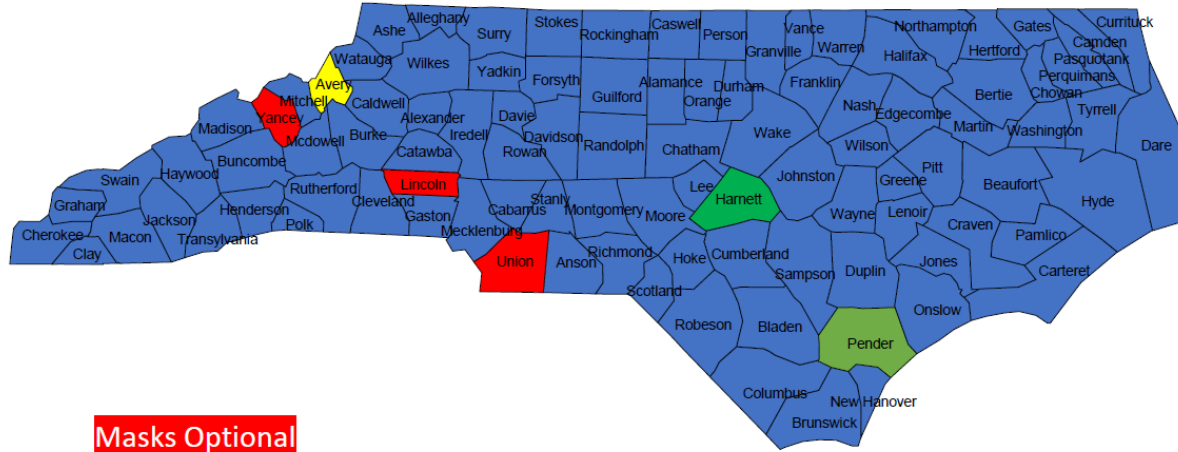 Alleghany
Ashe
Surry
Stokes
Rockingham
Caswell
Person
Vance
Granville
Warren
Northampton
Halifax
Hertford
Gates
Currituck
Camden
Pasquotank
Perquimans
Chowan
Watauga
Wilkes
Yadkin
Forsyth
Guilford
Alamance
Orange
Durham
Franklin
Nash
Edgecombe
Bertie
Martin
Washington
Tyrrell
Dare
Avery
Mitchell
Yancey
Caldwell
Alexander
Davie
Iredell
Davidson
Randolph
Chatham
Wake
Wilson
Madison
Mcdowell
Burke
Catawba
Rowan
Buncombe
Haywood
Swain
Graham
Cherokee
Clay
Macon
Jackson
Transylvania
Henderson
Polk
Rutherford
Cleveland
Lincoln
Gaston
Mecklenburg
Cabarrus
Stanly
Montgomery
Moore
Lee
Harnett
Johnston
Greene
Pitt
Beaufort
Hyde
Wayne
Lenoir
Craven
Pamlico
Union
Anson
Richmond
Hoke
Cumberland
Sampson
Duplin
Jones
Carteret
Scotland
Robeson
Bladen
Pender
Onslow
Columbus
New Hanover
Brunswick
Masks Optional